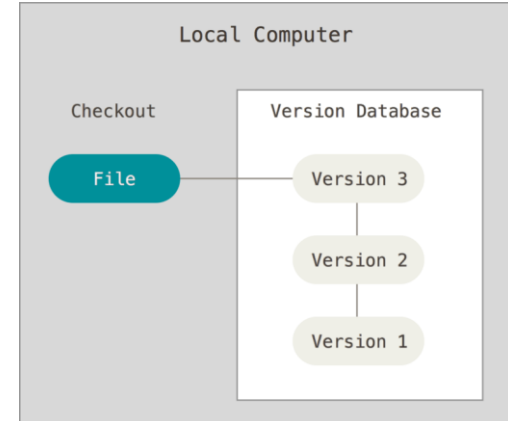 Local Computer
Checkout
Version Database
File
Version 3
Version 2
Version 1